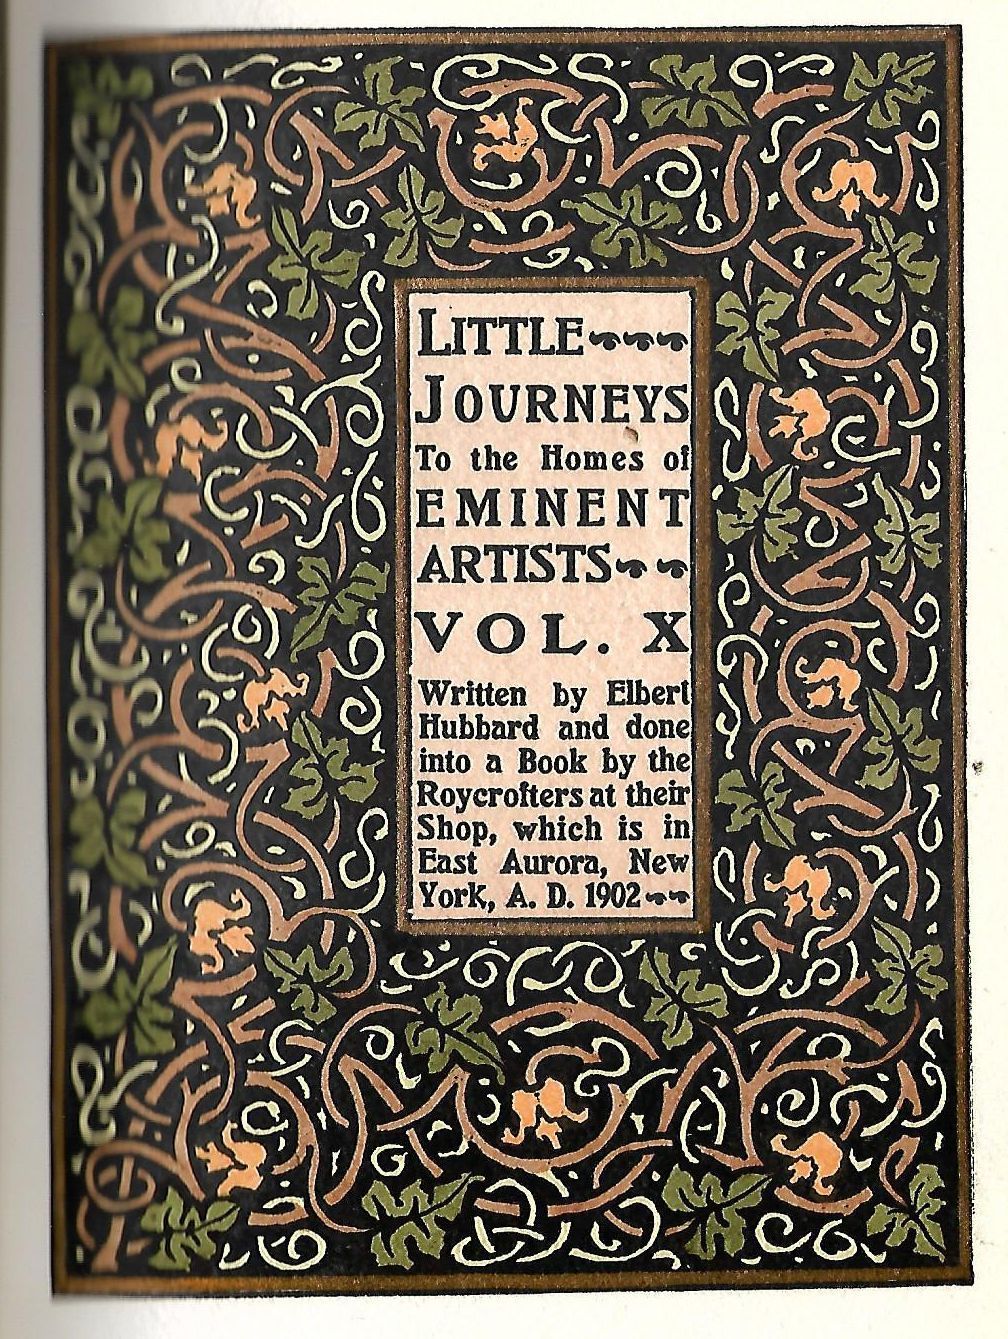 LITTLE
JOURNEYS
To the Homes of
EMINENT
ARTISTS
VOL. X
Written by Elbert
Hubbard and done
into a Book by the
Roycrofters at their
Shop, which is in
East Aurora, New
York, A. D. 1902